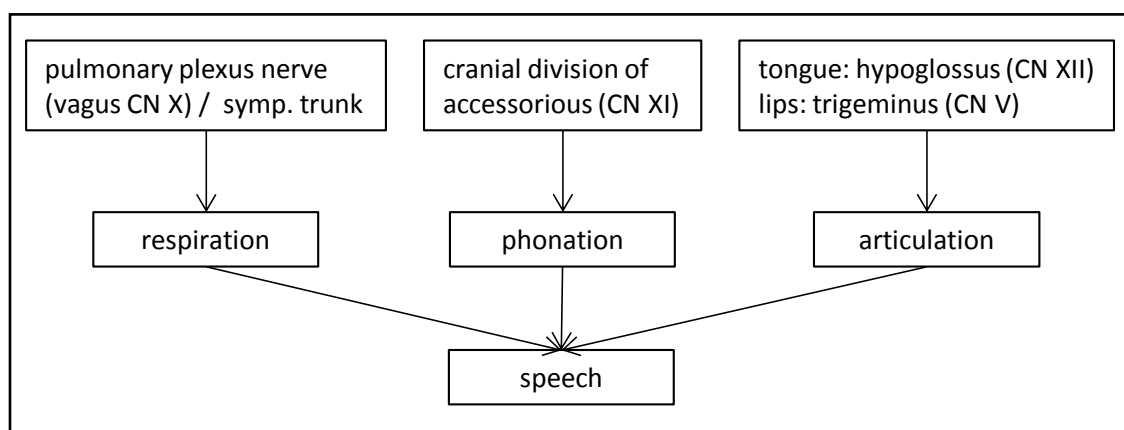 pulmonary plexus nerve
(vagus CN X) / symp. trunk
cranial division of
accessorious (CN XI)
tongue: hypoglossus (CN XII)
lips: trigeminus (CN V)
respiration
phonation
articulation
speech